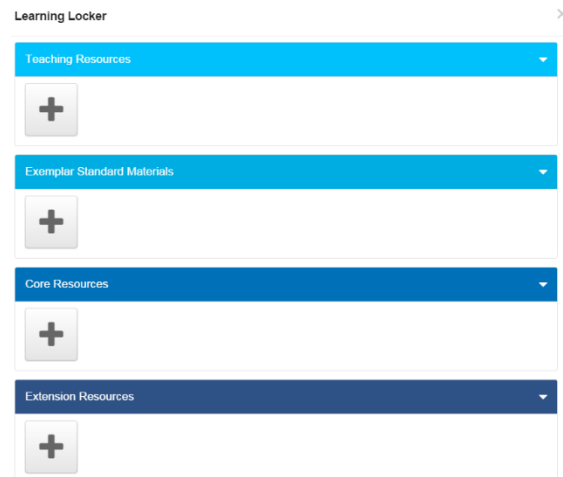 Learning Locker
Teaching Resources
Exemplar Standard Materials
Core Resources
Extension Resources